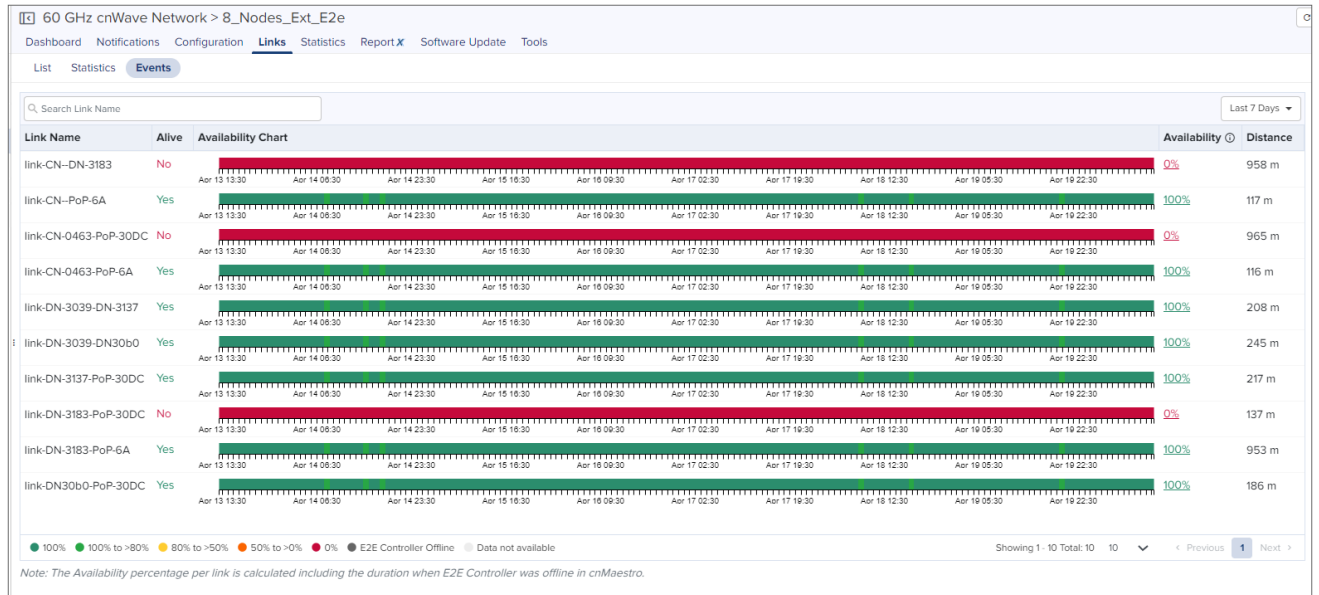 60 GHz cnWave Network > 8_Nodes_Ext_E2e
Dashboard Notifications Configuration Links Statistics Report X Software Update Tools
List Statistics Events
Search Link Name Last 7 Days
Link Name Alive Availability Chart Availability Distance
link-CN--DN-3183 No 0% 958 m
Apr 13 13:30 Apr 14 06:30 Apr 14 23:30 Apr 15 16:30 Apr 16 09:30 Apr 17 02:30 Apr 17 19:30 Apr 18 12:30 Apr 19 05:30 Apr 19 22:30
link-CN--PoP-6A Yes 100% 117 m
Apr 13 13:30 Apr 14 06:30 Apr 14 23:30 Apr 15 16:30 Apr 16 09:30 Apr 17 02:30 Apr 17 19:30 Apr 18 12:30 Apr 19 05:30 Apr 19 22:30
link-CN-0463-PoP-30DC No 0% 965 m
Apr 13 13:30 Apr 14 06:30 Apr 14 23:30 Apr 15 16:30 Apr 16 09:30 Apr 17 02:30 Apr 17 19:30 Apr 18 12:30 Apr 19 05:30 Apr 19 22:30
link-CN-0463-PoP-6A Yes 100% 116 m
Apr 13 13:30 Apr 14 06:30 Apr 14 23:30 Apr 15 16:30 Apr 16 09:30 Apr 17 02:30 Apr 17 19:30 Apr 18 12:30 Apr 19 05:30 Apr 19 22:30
link-DN-3039-DN-3137 Yes 100% 208 m
Apr 13 13:30 Apr 14 06:30 Apr 14 23:30 Apr 15 16:30 Apr 16 09:30 Apr 17 02:30 Apr 17 19:30 Apr 18 12:30 Apr 19 05:30 Apr 19 22:30
link-DN-3039-DN30b0 Yes 100% 245 m
Apr 13 13:30 Apr 14 06:30 Apr 14 23:30 Apr 15 16:30 Apr 16 09:30 Apr 17 02:30 Apr 17 19:30 Apr 18 12:30 Apr 19 05:30 Apr 19 22:30
link-DN-3137-PoP-30DC Yes 100% 217 m
Apr 13 13:30 Apr 14 06:30 Apr 14 23:30 Apr 15 16:30 Apr 16 09:30 Apr 17 02:30 Apr 17 19:30 Apr 18 12:30 Apr 19 05:30 Apr 19 22:30
link-DN-3183-PoP-30DC No 0% 137 m
Apr 13 13:30 Apr 14 06:30 Apr 14 23:30 Apr 15 16:30 Apr 16 09:30 Apr 17 02:30 Apr 17 19:30 Apr 18 12:30 Apr 19 05:30 Apr 19 22:30
link-DN-3183-PoP-6A Yes 100% 953 m
Apr 13 13:30 Apr 14 06:30 Apr 14 23:30 Apr 15 16:30 Apr 16 09:30 Apr 17 02:30 Apr 17 19:30 Apr 18 12:30 Apr 19 05:30 Apr 19 22:30
link-DN30b0-PoP-30DC Yes 100% 186 m
Apr 13 13:30 Apr 14 06:30 Apr 14 23:30 Apr 15 16:30 Apr 16 09:30 Apr 17 02:30 Apr 17 19:30 Apr 18 12:30 Apr 19 05:30 Apr 19 22:30
100% 100% to >80% 80% to >50% 50% to >0% 0% E2E Controller Offline Data not available Showing 1 - 10 Total: 10 10 < Previous 1 Next >
Note: The Availability percentage per link is calculated including the duration when E2E Controller was offline in cnMaestro.